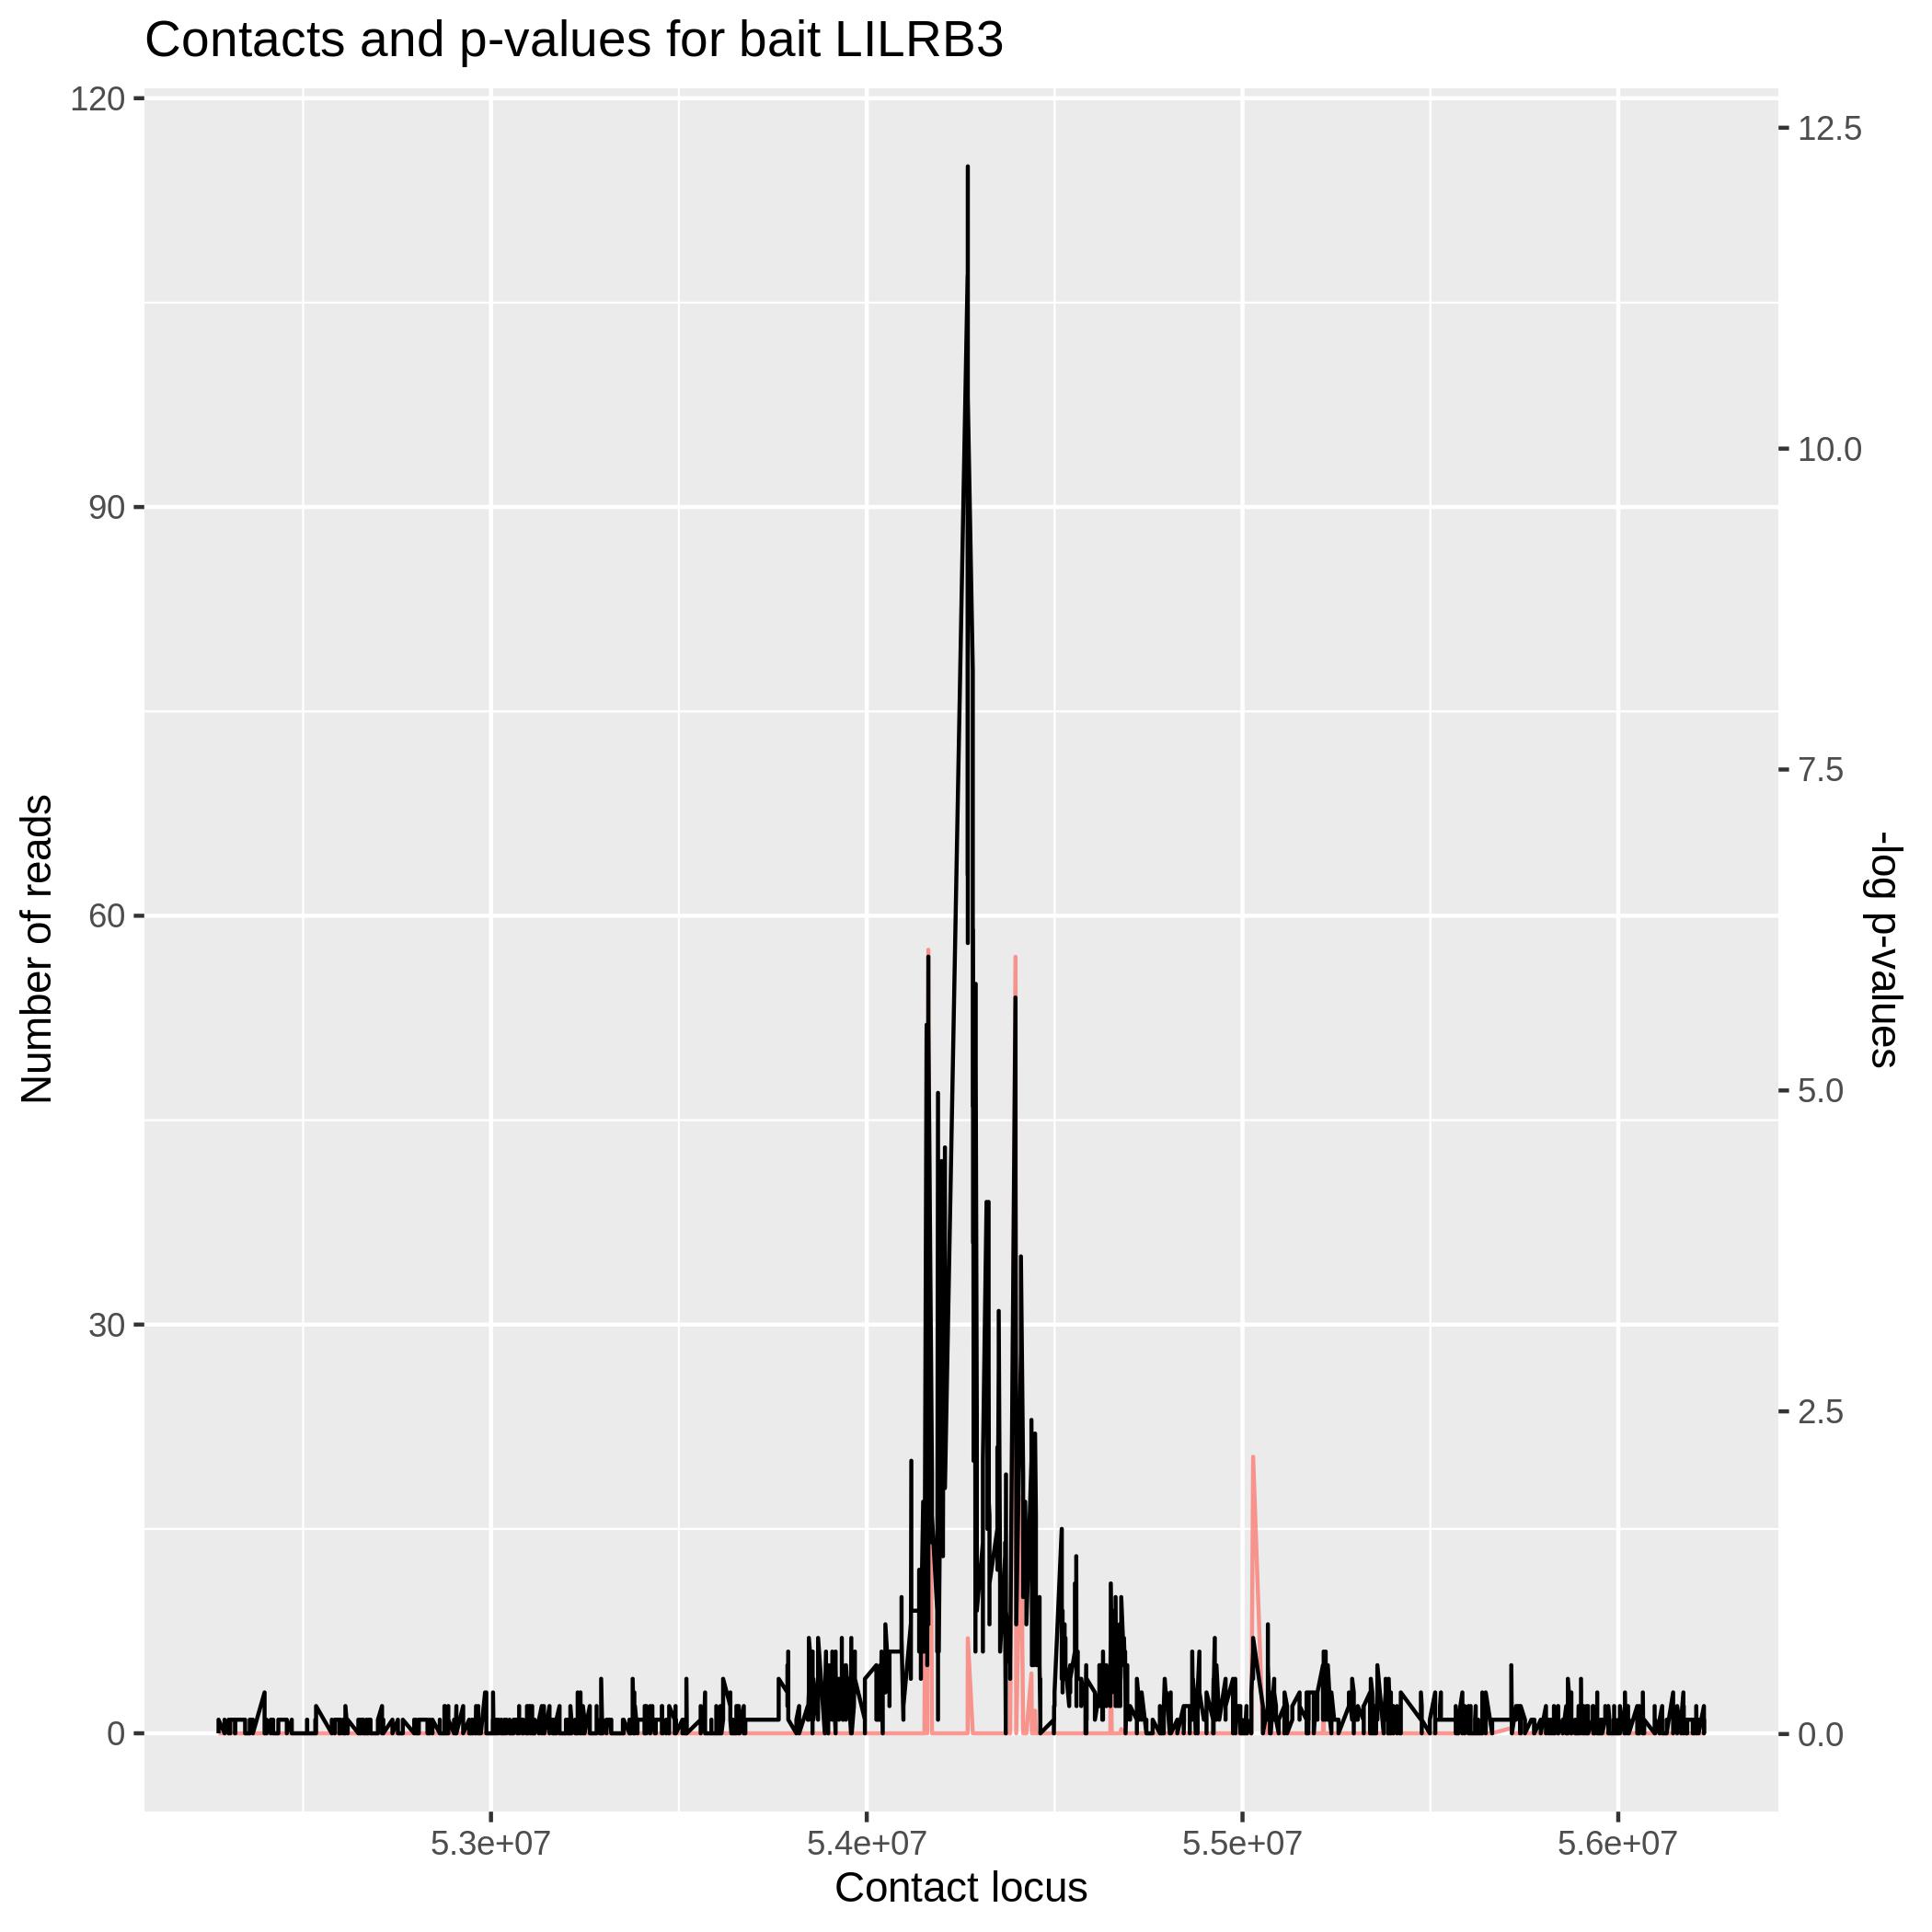 Contacts and p-values for bait LILRB3
120
90
60
30
0
Number of reads
12.5
10.0
7.5
5.0
2.5
0.0
-log p-values
5.3e+07
5.4e+07
5.5e+07
5.6e+07
Contact locus